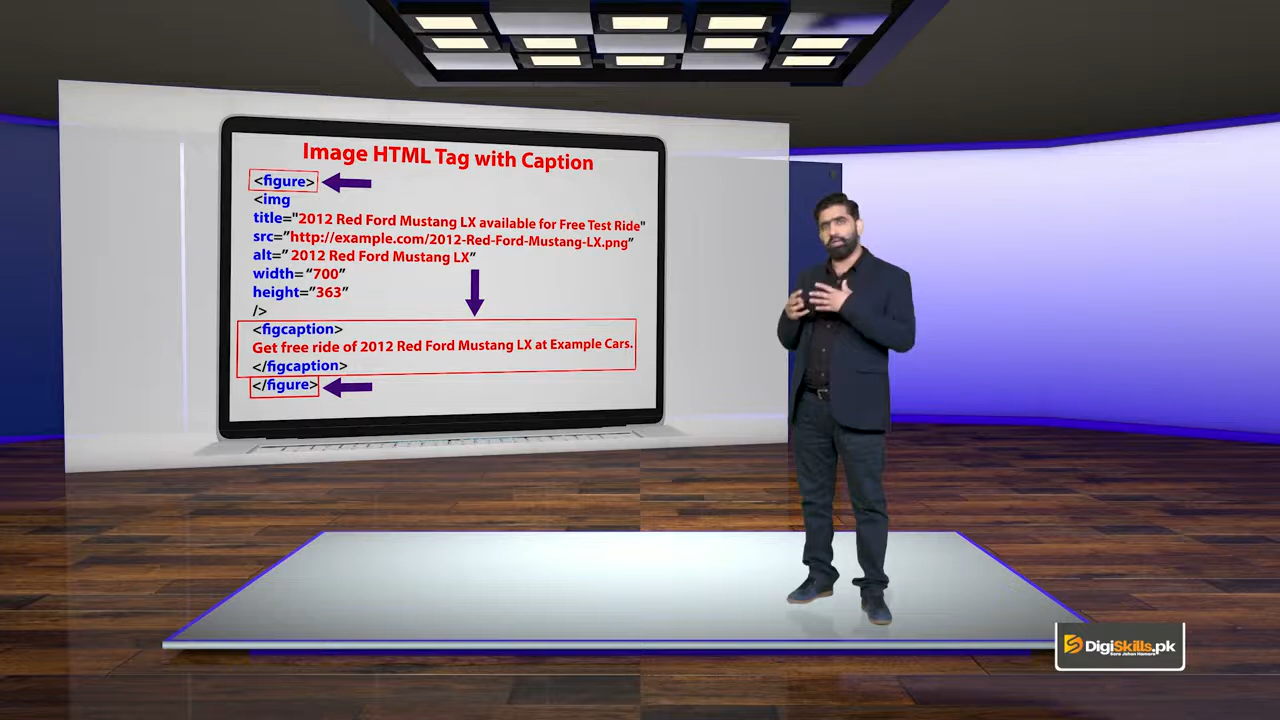 Image HTML Tag with Caption
<figure>
<img
title="2012 Red Ford Mustang LX available for Free Test Ride"
src="http://example.com/2012-Red-Ford-Mustang-LX.png"
alt=" 2012 Red Ford Mustang LX"
width="700"
height="363"
/>
<figcaption>
Get free ride of 2012 Red Ford Mustang LX at Example Cars.
</figcaption>
</figure>
DigiSkills.pk